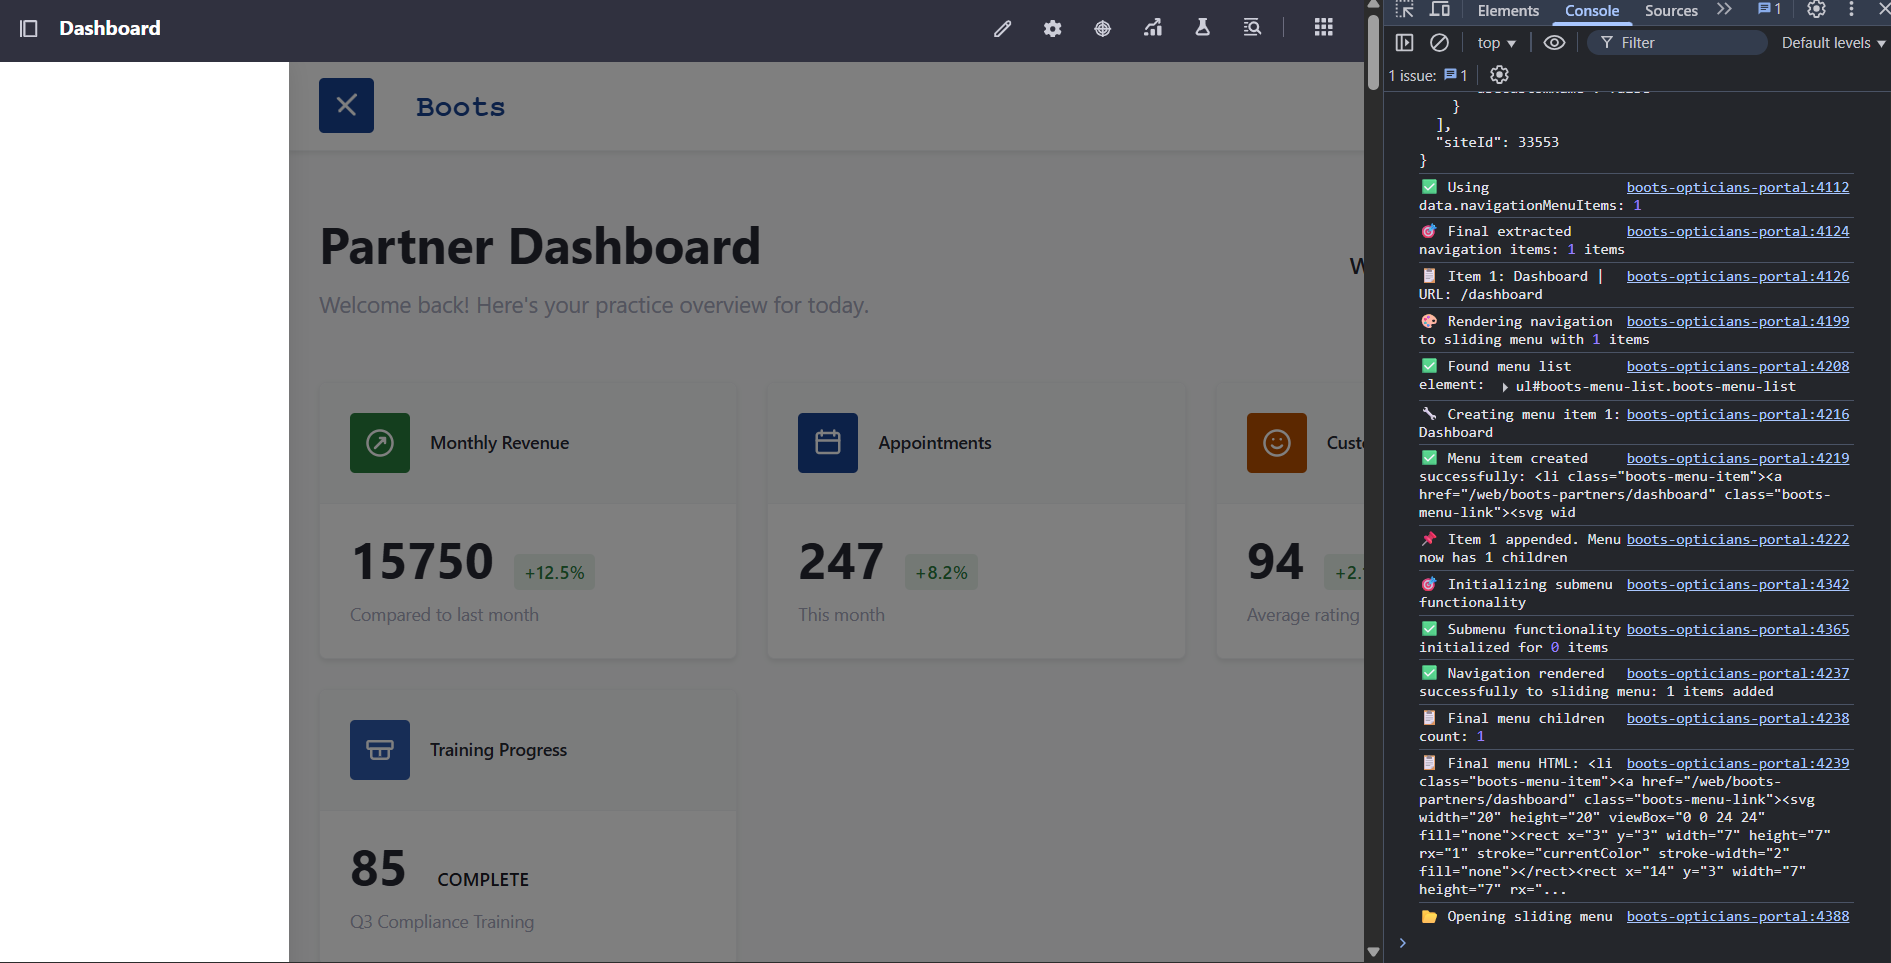 Dashboard
Boots
Partner Dashboard
W
Welcome back! Here's your practice overview for today.
Monthly Revenue
15750 +12.5%
Compared to last month
Appointments
247 +8.2%
This month
94
Average rating
Training Progress
85 COMPLETE
Q3 Compliance Training
Elements Console Sources 1
top Filter Default levels
1 issue: 1
}
],
"siteId": 33553
}
✅ Using boots-opticians-portal:4112
data.navigationMenuItems: 1
🎯 Final extracted boots-opticians-portal:4124
navigation items: 1 items
📋 Item 1: Dashboard | boots-opticians-portal:4126
URL: /dashboard
🎨 Rendering navigation boots-opticians-portal:4199
to sliding menu with 1 items
✅ Found menu list boots-opticians-portal:4208
element: ▸ ul#boots-menu-list.boots-menu-list
🔧 Creating menu item 1: boots-opticians-portal:4216
Dashboard
✅ Menu item created boots-opticians-portal:4219
successfully: <li class="boots-menu-item"><a
href="/web/boots-partners/dashboard" class="boots-
menu-link"><svg wid
📌 Item 1 appended. Menu boots-opticians-portal:4222
now has 1 children
🎯 Initializing submenu boots-opticians-portal:4342
functionality
✅ Submenu functionality boots-opticians-portal:4365
initialized for 0 items
✅ Navigation rendered boots-opticians-portal:4237
successfully to sliding menu: 1 items added
📋 Final menu children boots-opticians-portal:4238
count: 1
📋 Final menu HTML: <li boots-opticians-portal:4239
class="boots-menu-item"><a href="/web/boots-
partners/dashboard" class="boots-menu-link"><svg
width="20" height="20" viewBox="0 0 24 24"
fill="none"><rect x="3" y="3" width="7" height="7"
rx="1" stroke="currentColor" stroke-width="2"
fill="none"></rect><rect x="14" y="3" width="7"
height="7" rx="...
📂 Opening sliding menu boots-opticians-portal:4388